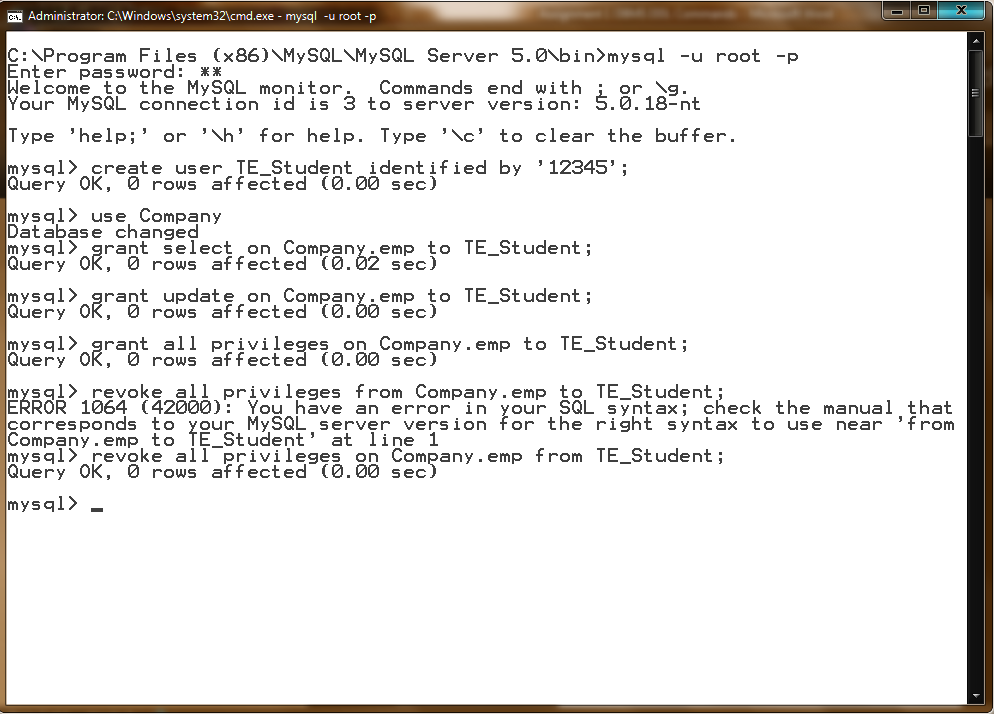 Administrator: C:\Windows\system32\cmd.exe - mysql -u root -p
C:\Program Files (x86)\MySQL\MySQL Server 5.0\bin>mysql -u root -p
Enter password: **
Welcome to the MySQL monitor.  Commands end with ; or \g.
Your MySQL connection id is 3 to server version: 5.0.18-nt
Type 'help;' or '\h' for help. Type '\c' to clear the buffer.
mysql> create user TE_Student identified by '12345';
Query OK, 0 rows affected (0.00 sec)
mysql> use Company
Database changed
mysql> grant select on Company.emp to TE_Student;
Query OK, 0 rows affected (0.02 sec)
mysql> grant update on Company.emp to TE_Student;
Query OK, 0 rows affected (0.00 sec)
mysql> grant all privileges on Company.emp to TE_Student;
Query OK, 0 rows affected (0.00 sec)
mysql> revoke all privileges from Company.emp to TE_Student;
ERROR 1064 (42000): You have an error in your SQL syntax; check the manual that
corresponds to your MySQL server version for the right syntax to use near 'from
Company.emp to TE_Student' at line 1
mysql> revoke all privileges on Company.emp from TE_Student;
Query OK, 0 rows affected (0.00 sec)
mysql> _